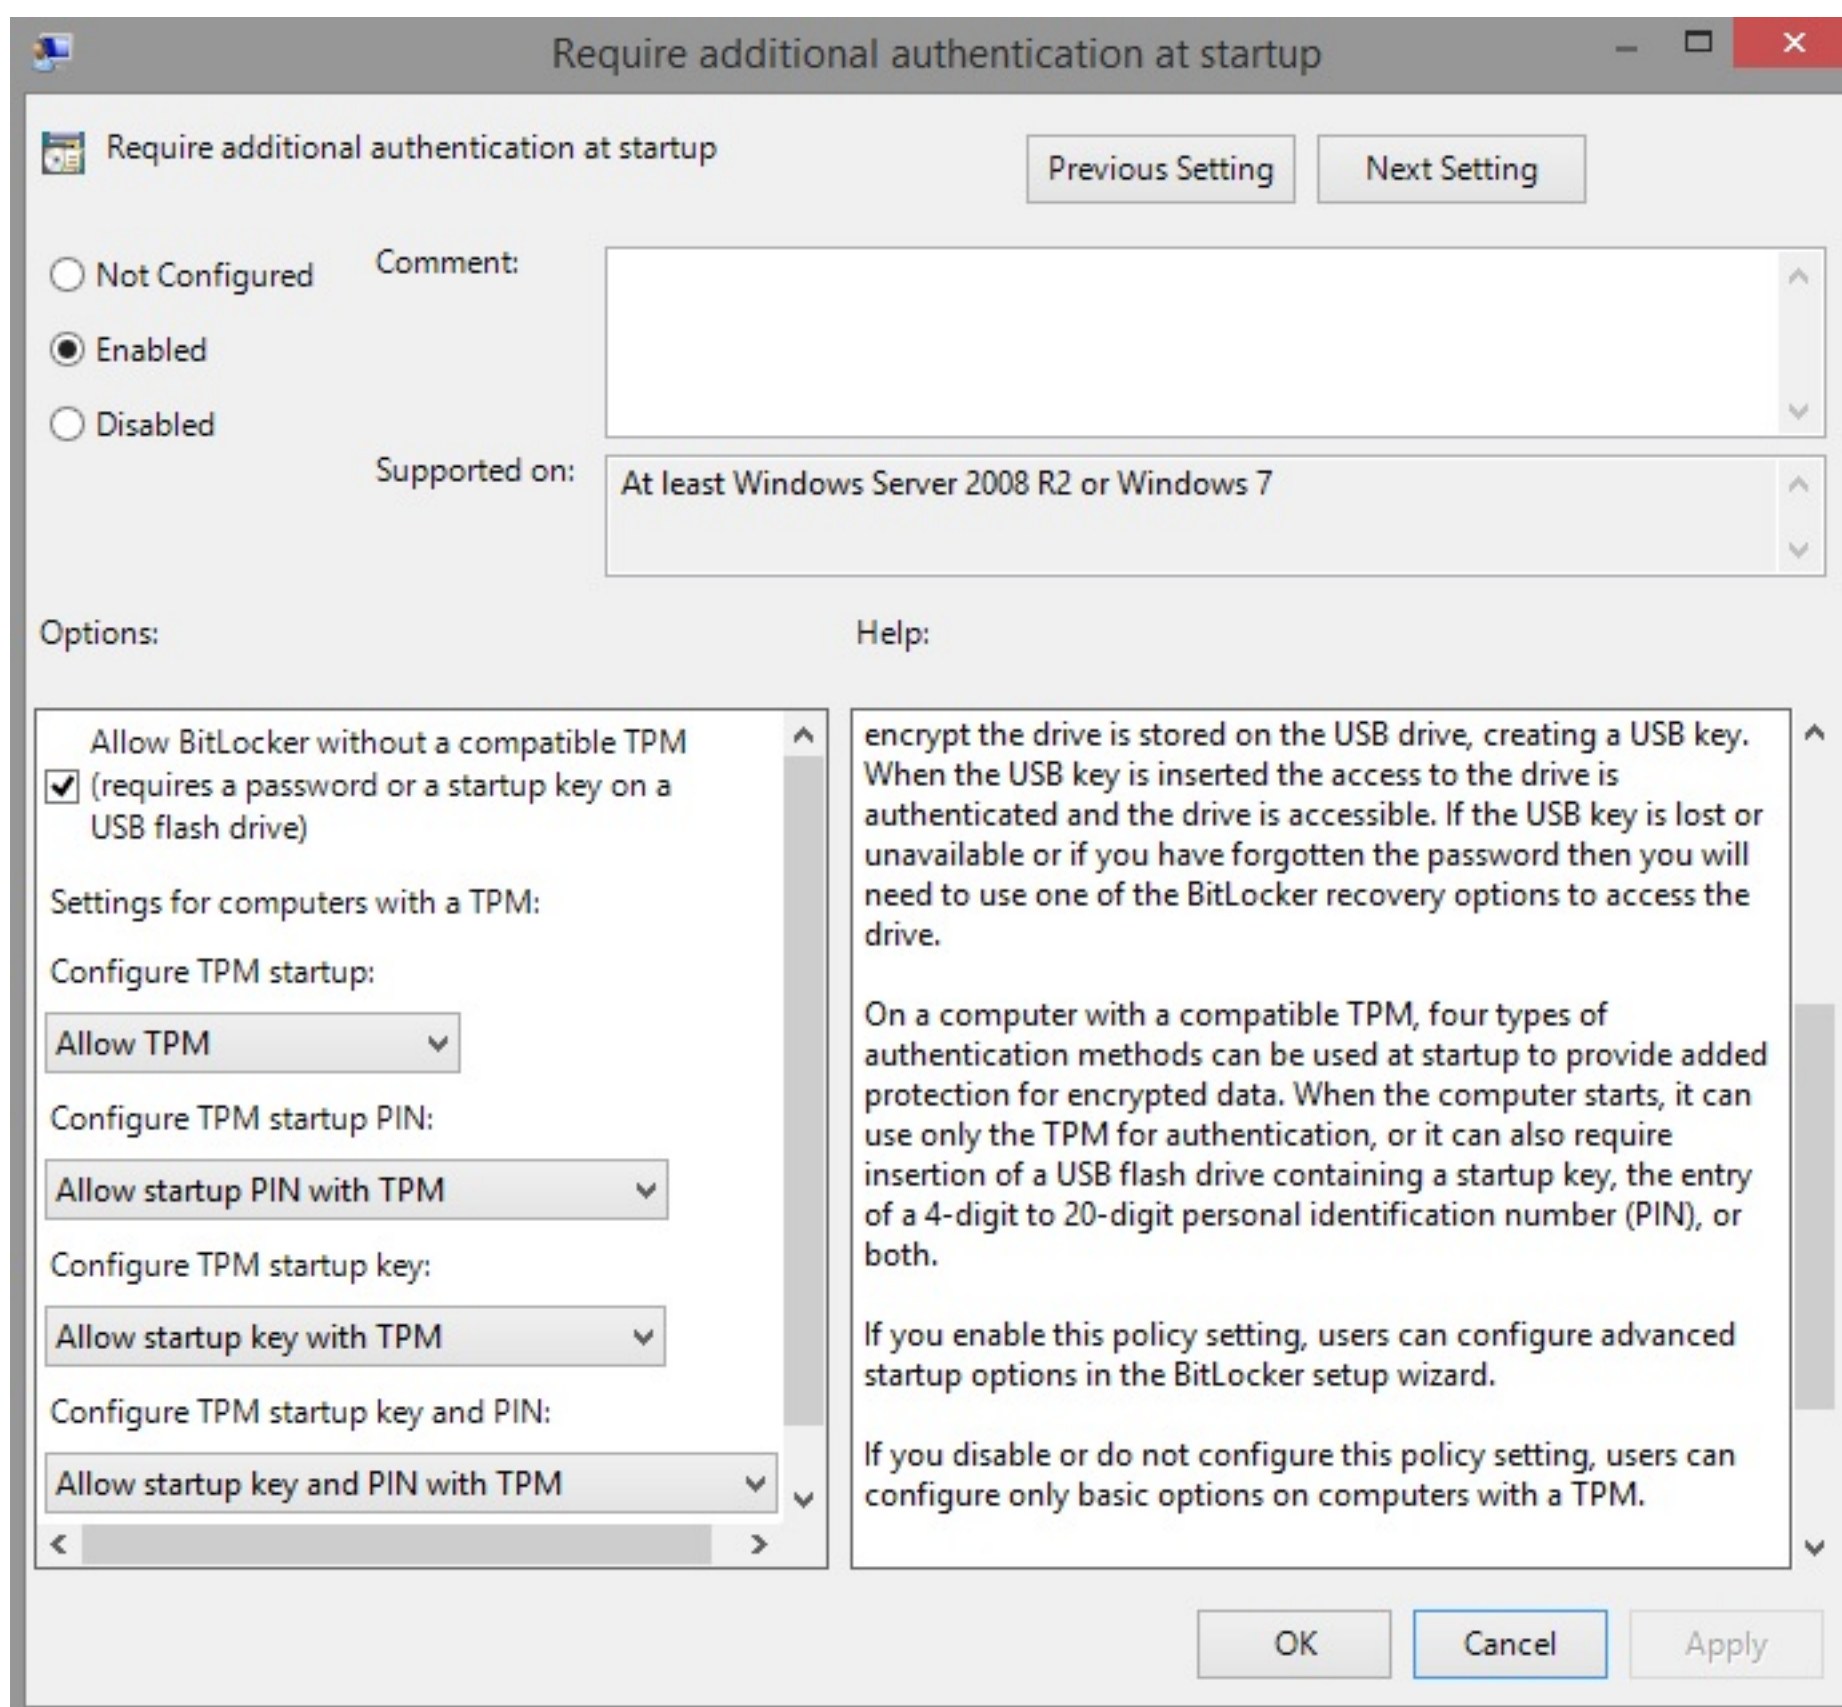 Require additional authentication at startup
Require additional authentication at startup
Previous Setting
Next Setting
Not Configured
Comment:
Enabled
Disabled
Supported on:
At least Windows Server 2008 R2 or Windows 7
Options:
Help:
Allow BitLocker without a compatible TPM
(requires a password or a startup key on a
USB flash drive)
Settings for computers with a TPM:
Configure TPM startup:
Allow TPM
Configure TPM startup PIN:
Allow startup PIN with TPM
Configure TPM startup key:
Allow startup key with TPM
Configure TPM startup key and PIN:
Allow startup key and PIN with TPM
encrypt the drive is stored on the USB drive, creating a USB key.
When the USB key is inserted the access to the drive is
authenticated and the drive is accessible. If the USB key is lost or
unavailable or if you have forgotten the password then you will
need to use one of the BitLocker recovery options to access the
drive.
On a computer with a compatible TPM, four types of
authentication methods can be used at startup to provide added
protection for encrypted data. When the computer starts, it can
use only the TPM for authentication, or it can also require
insertion of a USB flash drive containing a startup key, the entry
of a 4-digit to 20-digit personal identification number (PIN), or
both.
If you enable this policy setting, users can configure advanced
startup options in the BitLocker setup wizard.
If you disable or do not configure this policy setting, users can
configure only basic options on computers with a TPM.
OK
Cancel
Apply